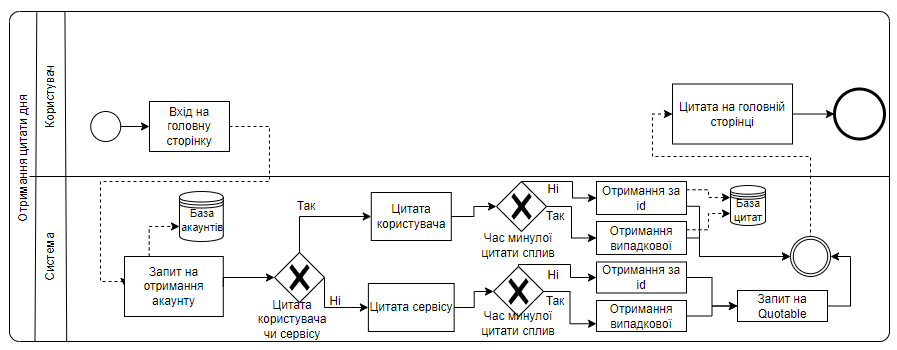 Отримання цитати дня
Користувач
Вхід на
головну
сторінку
Цитата на головній
сторінці
Система
База
акаунтів
Запит на
отримання
акаунту
Так
Ні
Цитата
користувача
чи сервісу
Цитата
користувача
Цитата сервісу
Ні
Так
Час минулої
цитати сплив
Отримання за
id
Отримання
випадкової
База
цитат
Ні
Так
Час минулої
цитати сплив
Отримання за
id
Отримання
випадкової
Запит на
Quotable